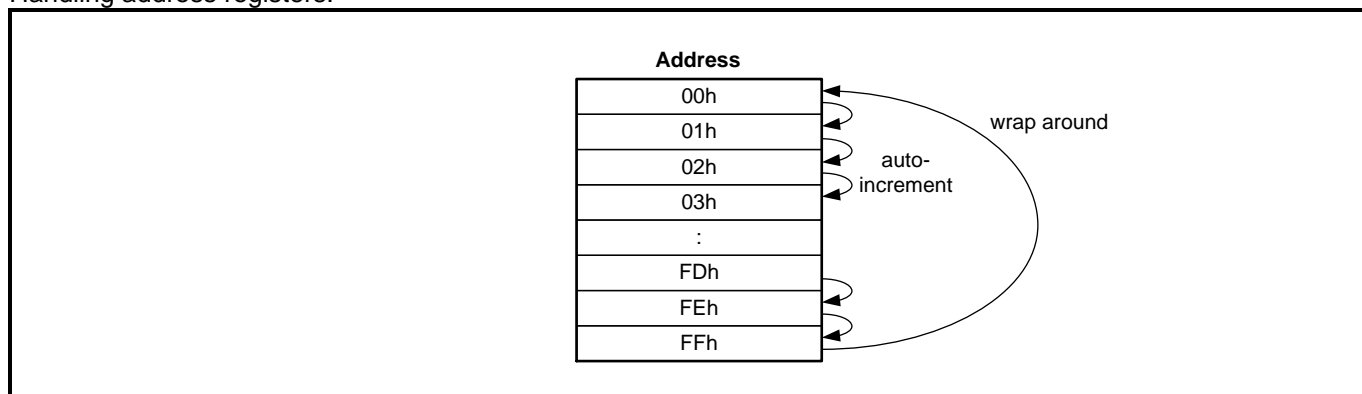 Handling address registers:
Address
00h
01h
02h
03h
:
FDh
FEh
FFh
wrap around
auto-
increment